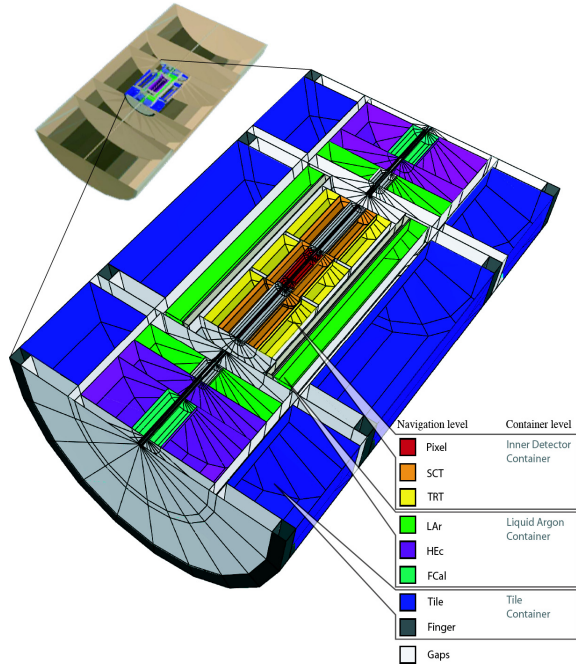 Navigation level Container level
Pixel Inner Detector
Container
SCT
TRT
LAr Liquid Argon
Container
HEc
FCal
Tile Tile
Container
Finger
Gaps